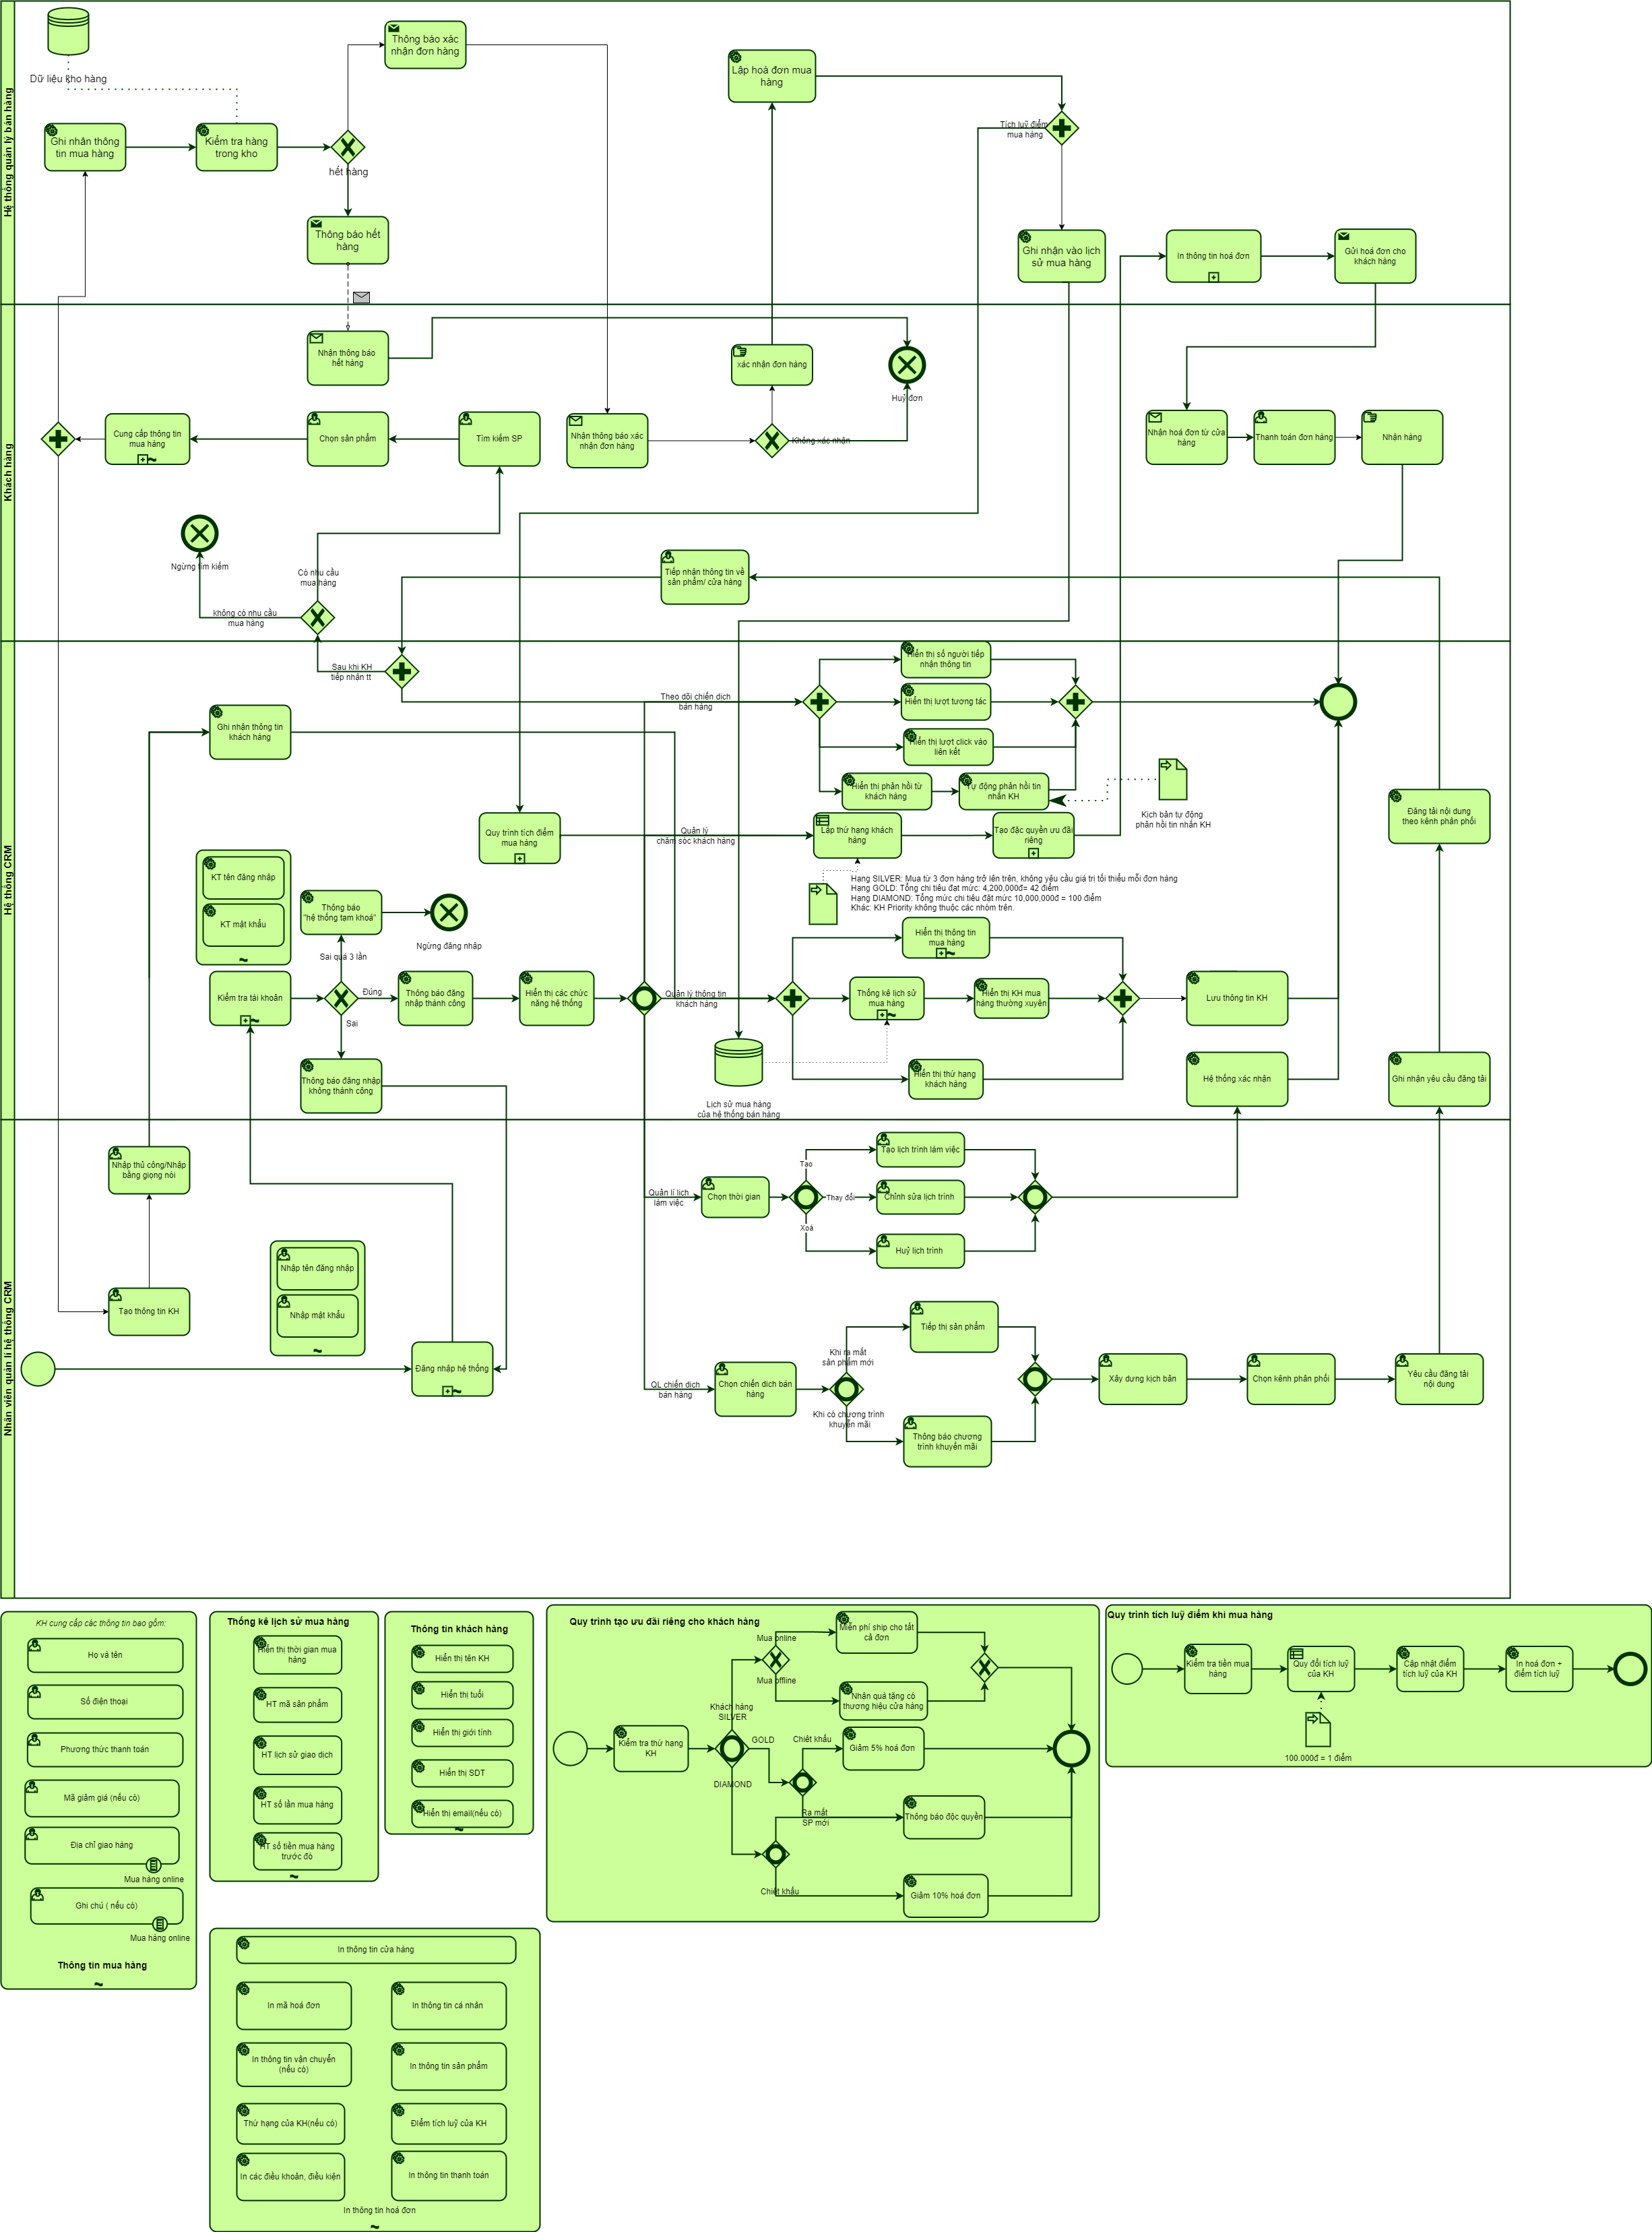 Hệ thống quản lý bán hàng
Dữ liệu kho hàng
Ghi nhân thông
tin mua hàng
Kiểm tra hàng
trong kho
hết hàng
Thông báo xác
nhận đơn hàng
Thông báo hết
hàng
Lập hoá đơn mua
hàng
Tích luỹ điểm
mua hàng
Ghi nhận vào lịch
sử mua hàng
In thông tin hoá đơn
Gửi hoá đơn cho
khách hàng
Khách hàng
Nhận thông báo
hết hàng
xác nhận đơn hàng
Huỷ đơn
Cung cấp thông tin
mua hàng
Chọn sản phẩm
Tìm kiếm SP
Nhận thông báo xác
nhận đơn hàng
Không xác nhận
Nhận hoá đơn từ cửa
hàng
Thanh toán đơn hàng
Nhận hàng
Ngừng tìm kiếm
Có nhu cầu
mua hàng
không có nhu cầu
mua hàng
Tiếp nhân thông tin về
sản phẩm/ cửa hàng
Hệ thống CRM
Sau khi KH
tiếp nhận tt
Theo dõi chiến dịch
bán hàng
Hiển thị số người tiếp
nhận thông tin
Hiển thị lượt tương tác
Hiển thị lượt click vào
liên kết
Hiển thị phản hồi từ
khách hàng
Tự động phản hồi tin
nhắn KH
Kịch bản tự động
phản hồi tin nhắn KH
Ghi nhận thông tin
khách hàng
Quy trình tích điểm
mua hàng
Quản lý
chăm sóc khách hàng
Lập thứ hạng khách
hàng
Tạo đặc quyền ưu đãi
riêng
Đăng tải nội dung
theo kênh phân phối
Hạng SILVER: Mua từ 3 đơn hàng trở lên trên, không yêu cầu giá trị tối thiểu mỗi đơn hàng
Hạng GOLD: Tổng chi tiêu đạt mức: 4,200,000đ= 42 điểm
Hạng DIAMOND: Tổng mức chi tiêu đạt mức 10,000,000đ = 100 điểm
Khác: KH Priority không thuộc các nhóm trên.
KT tên đăng nhập
KT mật khẩu
Thông báo
"hệ thống tạm khoá"
Ngừng đăng nhập
Sai quá 3 lần
Kiểm tra tài khoản
Đúng
Sai
Thông báo đăng
nhập thành công
Hiển thị các chức
năng hệ thống
Quản lý thông tin
khách hàng
Hiển thị thông tin
mua hàng
Thống kê lịch sử
mua hàng
Hiển thị KH mua
hàng thường xuyên
Hiển thị thứ hạng
khách hàng
Lưu thông tin KH
Lịch sử mua hàng
của hệ thống bán hàng
Thông báo đăng nhập
không thành công
Hệ thống xác nhận
Ghi nhận yêu cầu đăng tải
Nhân viên quản lí hệ thống CRM
Nhập thủ công/Nhập
bằng giọng nói
Tạo thông tin KH
Nhập tên đăng nhập
Nhập mật khẩu
Đăng nhập hệ thống
Quản lí lịch
làm việc
Chọn thời gian
Tạo
Thay đổi
Xoá
Tạo lịch trình làm việc
Chỉnh sửa lịch trình
Huỷ lịch trình
QL chiến dịch
bán hàng
Chọn chiến dịch bán
hàng
Khi ra mắt
sản phẩm mới
Khi có chương trình
khuyến mãi
Tiếp thị sản phẩm
Thông báo chương
trình khuyến mãi
Xây dựng kịch bản
Chọn kênh phân phối
Yêu cầu đăng tải
nội dung
KH cung cấp các thông tin bao gồm:
Họ và tên
Số điện thoại
Phương thức thanh toán
Mã giảm giá (nếu có)
Địa chỉ giao hàng
Mua hàng online
Ghi chú ( nếu có)
Mua hàng online
Thông tin mua hàng
Thống kê lịch sử mua hàng
Hiển thị thời gian mua
hàng
HT mã sản phẩm
HT lịch sử giao dịch
HT số lần mua hàng
HT số tiền mua hàng
trước đó
Thông tin khách hàng
Hiển thị tên KH
Hiển thị tuổi
Hiển thị giới tính
Hiển thị SDT
Hiển thị email(nếu có)
Quy trình tạo ưu đãi riêng cho khách hàng
Mua online
Mua offline
Miễn phí ship cho tất
cả đơn
Nhận quà tặng có
thương hiệu cửa hàng
Khách hàng
SILVER
Kiểm tra thứ hạng
KH
GOLD
DIAMOND
Chiết khấu
Giảm 5% hoá đơn
Ra mắt
SP mới
Thông báo độc quyền
Chiết khấu
Giảm 10% hoá đơn
Quy trình tích luỹ điểm khi mua hàng
Kiểm tra tiền mua
hàng
Quy đổi tích luỹ
của KH
Cập nhật điểm
tích luỹ của KH
In hoá đơn +
điểm tích luỹ
100.000đ = 1 điểm
In thông tin cửa hàng
In mã hoá đơn
In thông tin cá nhân
In thông tin vận chuyển
(nếu có)
In thông tin sản phẩm
Thứ hạng của KH(nếu có)
Điểm tích luỹ của KH
In các điều khoản, điều kiện
In thông tin thanh toán
In thông tin hoá đơn